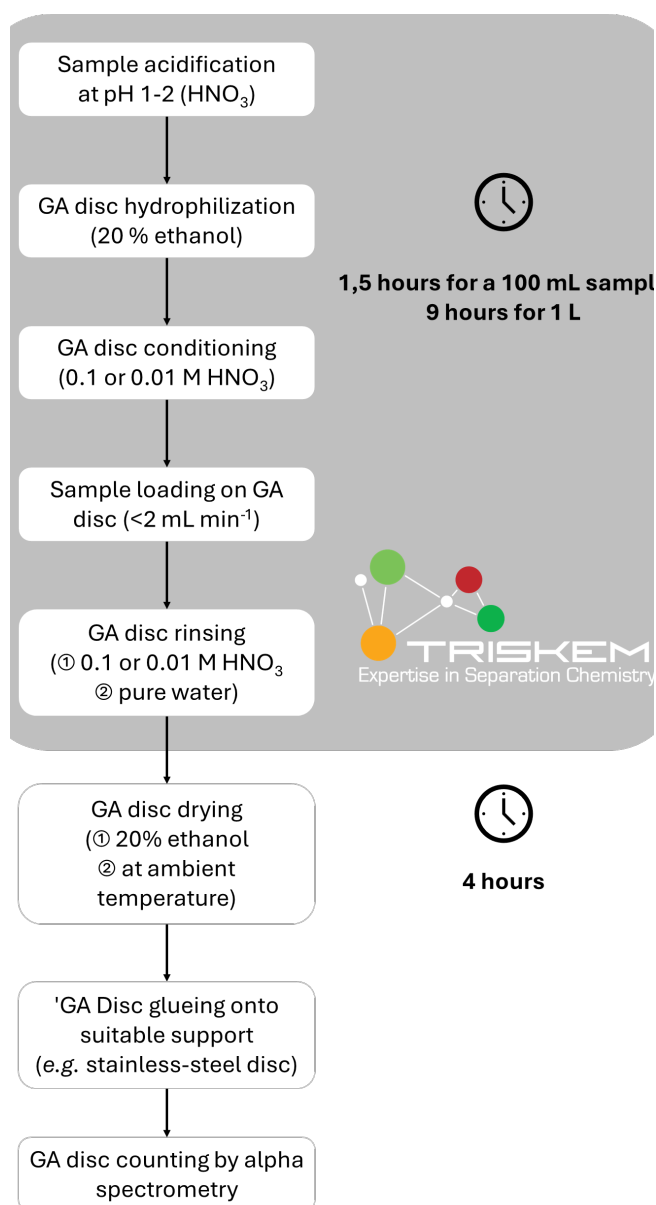 Sample acidification
at pH 1-2 (HNO₃)
GA disc hydrophilization
(20 % ethanol)
1,5 hours for a 100 mL sampl
9 hours for 1 L
GA disc conditioning
(0.1 or 0.01 M HNO₃)
Sample loading on GA
disc (<2 mL min⁻¹)
GA disc rinsing
(① 0.1 or 0.01 M HNO₃
② pure water)
TRISKEM
Expertise in Separation Chemistry
GA disc drying
(① 20% ethanol
② at ambient
temperature)
4 hours
'GA Disc glueing onto
suitable support
(e.g. stainless-steel disc)
GA disc counting by alpha
spectrometry